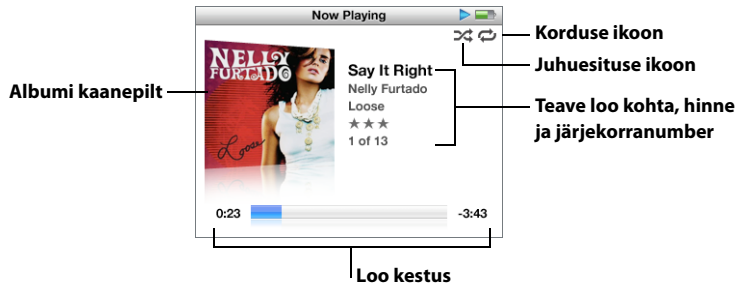 Now Playing
Korduse ikoon
Juhuesituse ikoon
NELLY
FURTADO
Loose
Albumi kaanepilt
Say It Right
Nelly Furtado
Loose
★★★
1 of 13
Teave loo kohta, hinne
ja järjekorranumber
0:23
-3:43
Loo kestus